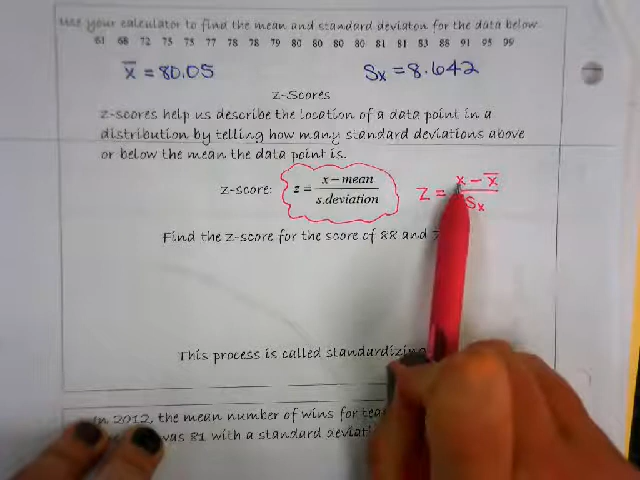 Use your calculator to find the mean and standard deviaton for the data below.
61 68 72 75 75 77 78 78 79 80 80 80 80 81 81 83 88 91 95 99
x̅ = 80.05 Sx = 8.642
z-Scores
z-scores help us describe the location of a data point in a
distribution by telling how many standard deviations above
or below the mean the data point is.
z-score: z = x − mean / s.deviation z = x − x̅ / Sx
Find the z-score for the score of 88 and
This process is called standardizing
In 2012, the mean number of wins for
was 81 with a standard